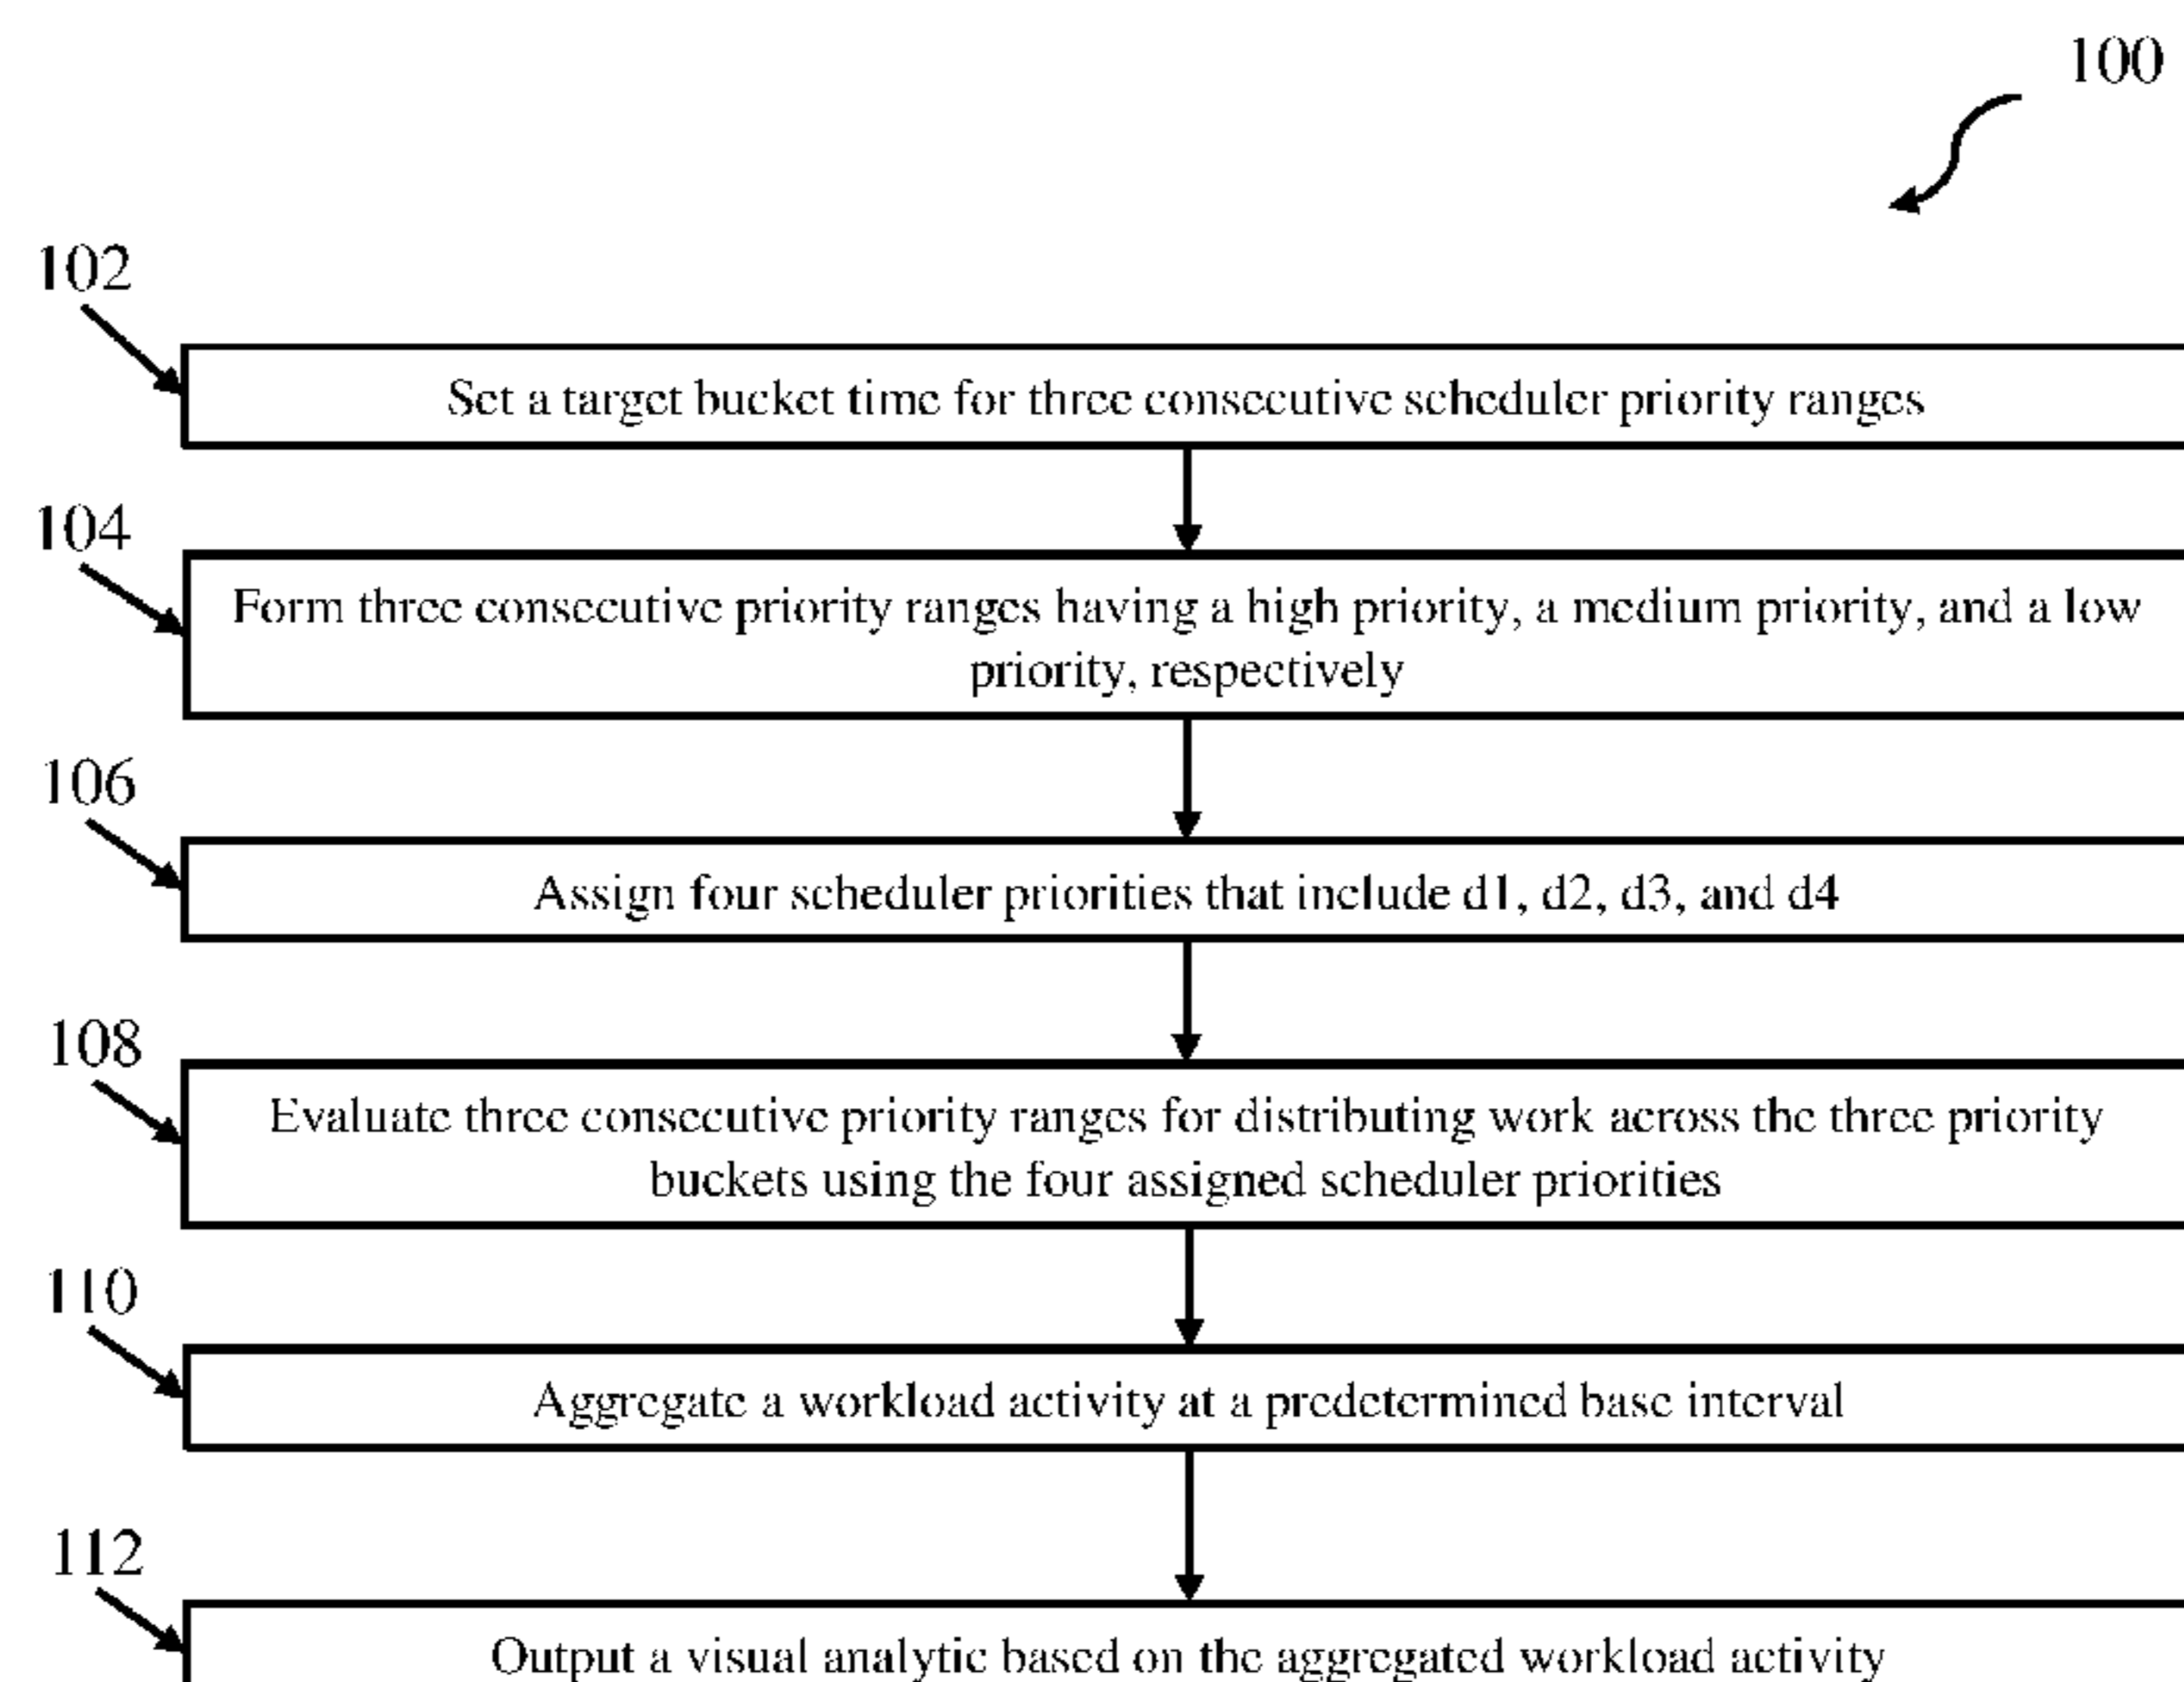 100
102
Set a target bucket time for three consecutive scheduler priority ranges
104
Form three consecutive priority ranges having a high priority, a medium priority, and a low
priority, respectively
106
Assign four scheduler priorities that include d1, d2, d3, and d4
108
Evaluate three consecutive priority ranges for distributing work across the three priority
buckets using the four assigned scheduler priorities
110
Aggregate a workload activity at a predetermined base interval
112
Output a visual analytic based on the aggregated workload activity